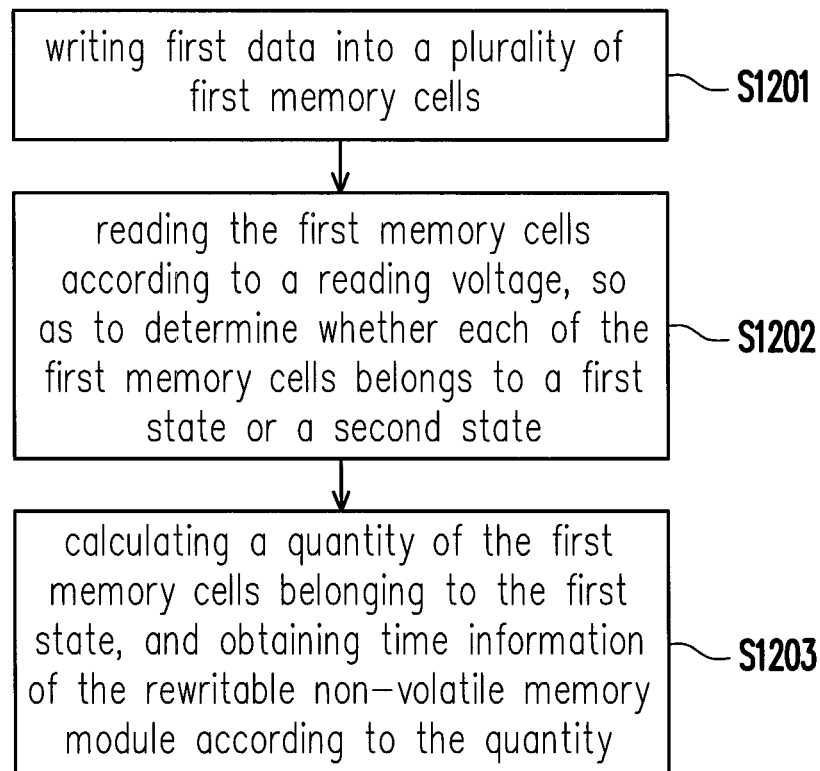 writing first data into a plurality of
first memory cells
S1201
reading the first memory cells
according to a reading voltage, so
as to determine whether each of the
first memory cells belongs to a first
state or a second state
S1202
calculating a quantity of the first
memory cells belonging to the first
state, and obtaining time information
of the rewritable non-volatile memory
module according to the quantity
S1203